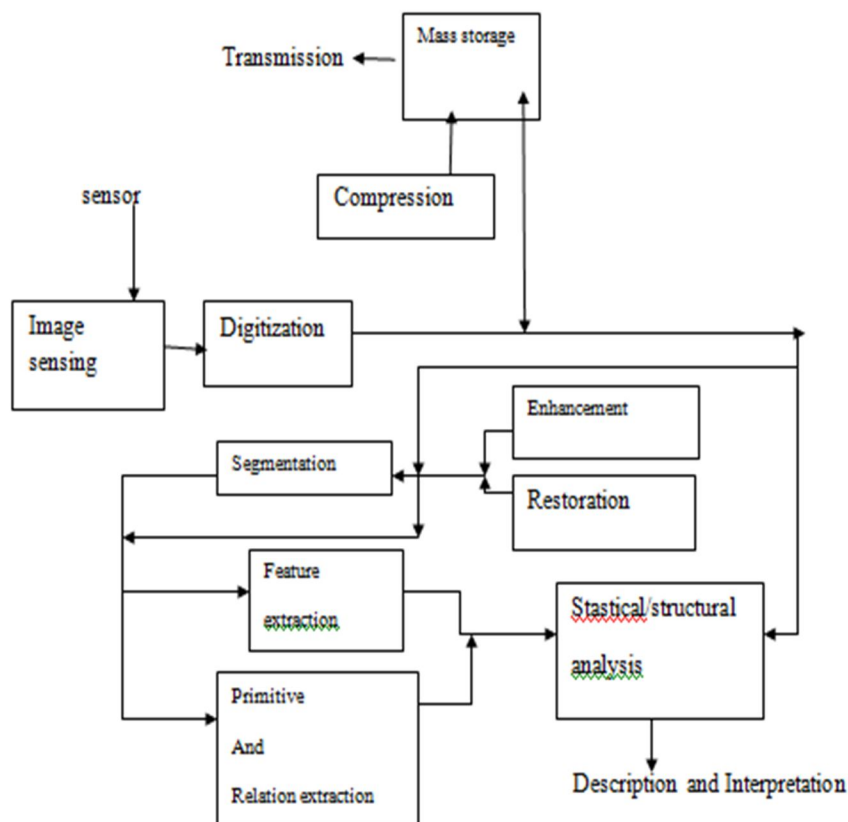 Mass storage
Transmission
Compression
sensor
Image
sensing
Digitization
Enhancement
Segmentation
Restoration
Feature
extraction
Stastical/structural
analysis
Primitive
And
Relation extraction
Description and Interpretation